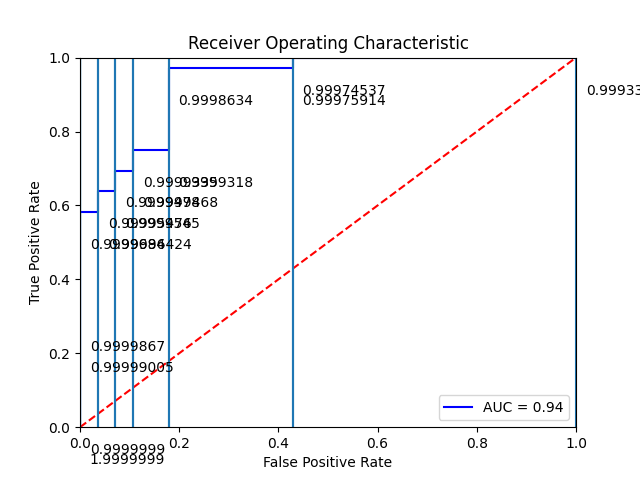 Receiver Operating Characteristic
1.0
0.99974537
0.99933
0.9998634
0.99975914
0.8
0.6
0.4
0.9999867
0.2
0.99999005
AUC = 0.94
0.0
0.0 0.2 0.4 0.6 0.8 1.0
0.9999999
1.9999999
False Positive Rate
True Positive Rate